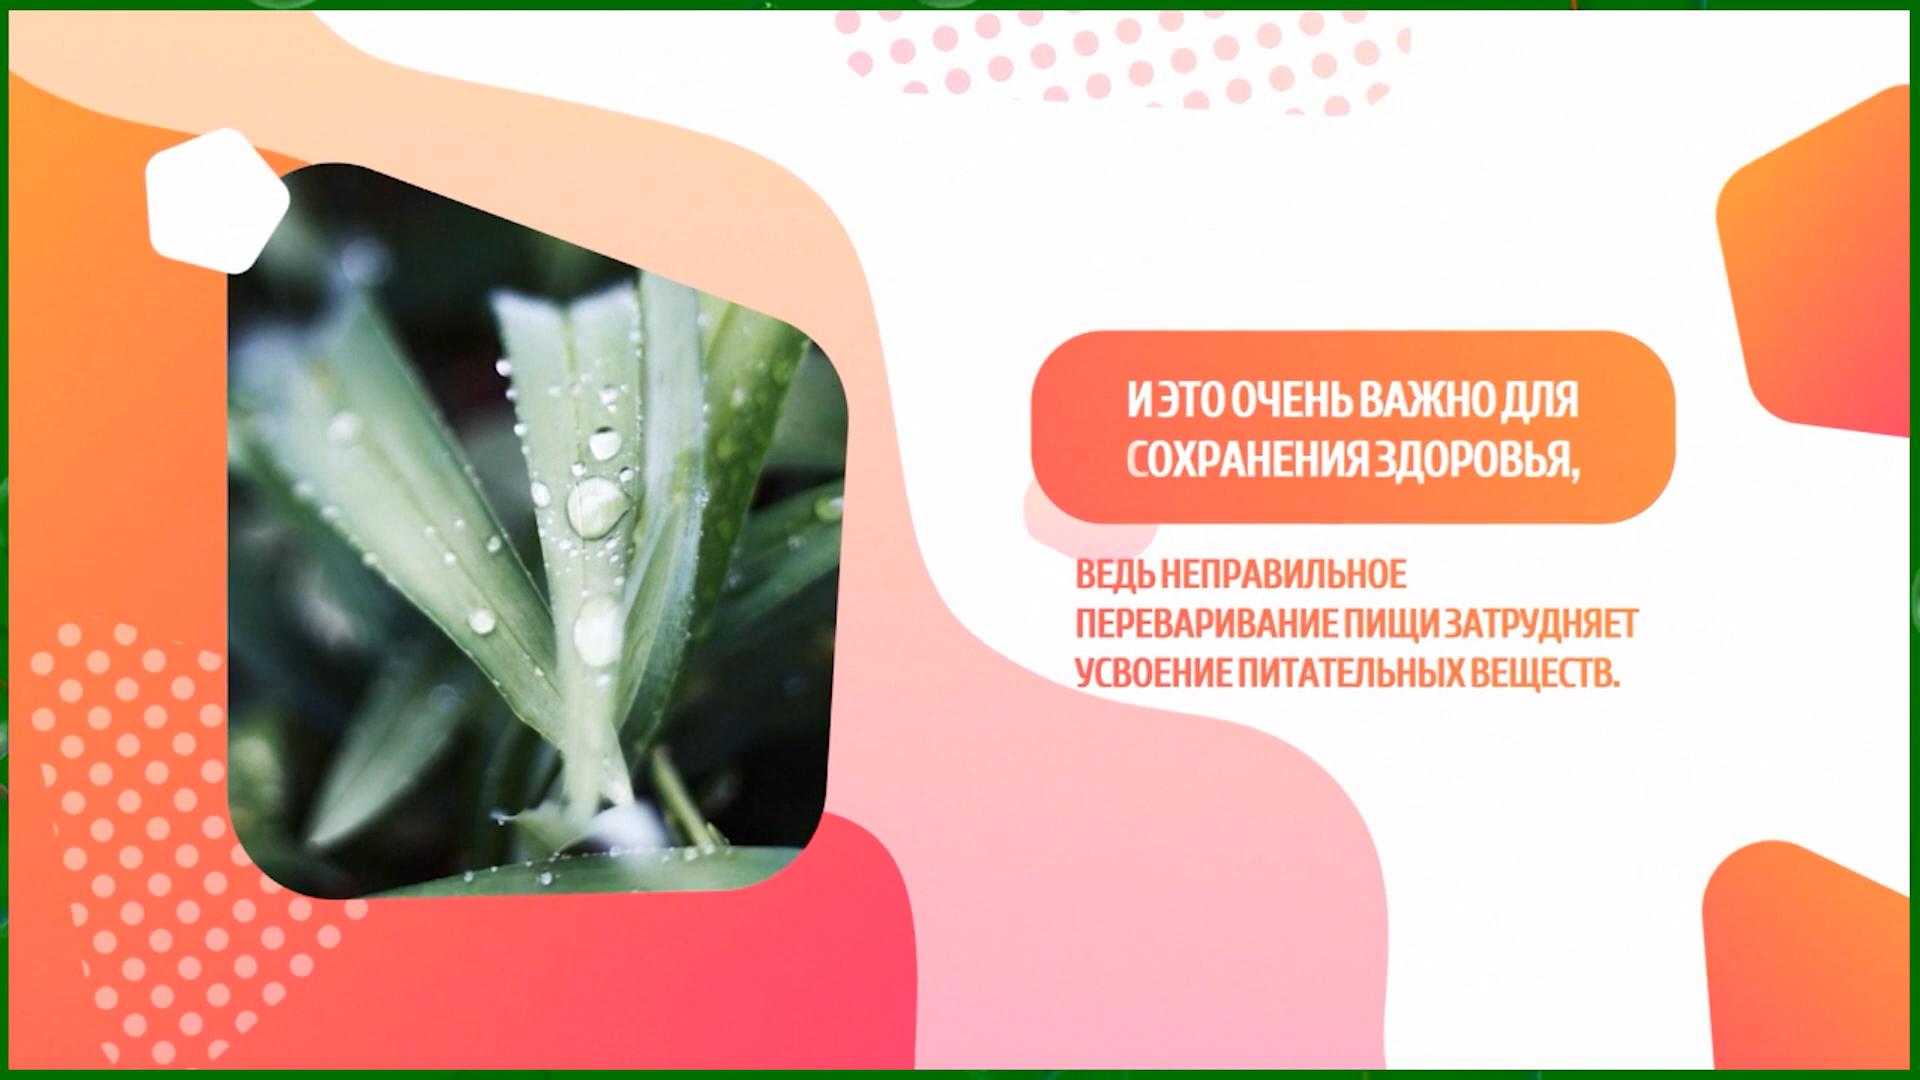 И ЭТО ОЧЕНЬ ВАЖНО ДЛЯ
СОХРАНЕНИЯ ЗДОРОВЬЯ,
ВЕДЬ НЕПРАВИЛЬНОЕ
ПЕРЕВАРИВАНИЕ ПИЩИ ЗАТРУДНЯЕТ
УСВОЕНИЕ ПИТАТЕЛЬНЫХ ВЕЩЕСТВ.